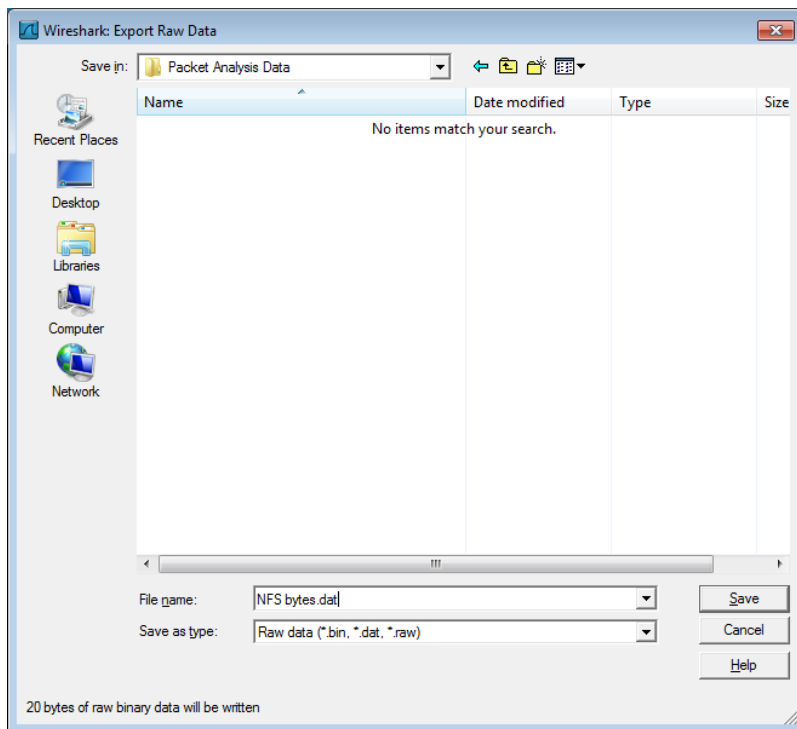 Wireshark: Export Raw Data
Save in: Packet Analysis Data
Name Date modified Type Size
No items match your search.
Recent Places
Desktop
Libraries
Computer
Network
File name: NFS bytes.dat Save
Save as type: Raw data (*.bin, *.dat, *.raw) Cancel
Help
20 bytes of raw binary data will be written